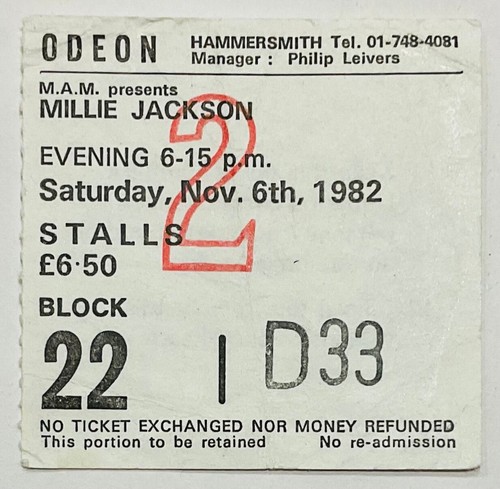 ODEON HAMMERSMITH Tel. 01-748-4081
Manager : Philip Leivers
M.A.M. presents
MILLIE JACKSON
2
EVENING 6-15 p.m.
Saturday, Nov. 6th, 1982
STALLS
£6·50
BLOCK
22 | D33
NO TICKET EXCHANGED NOR MONEY REFUNDED
This portion to be retained No re-admission